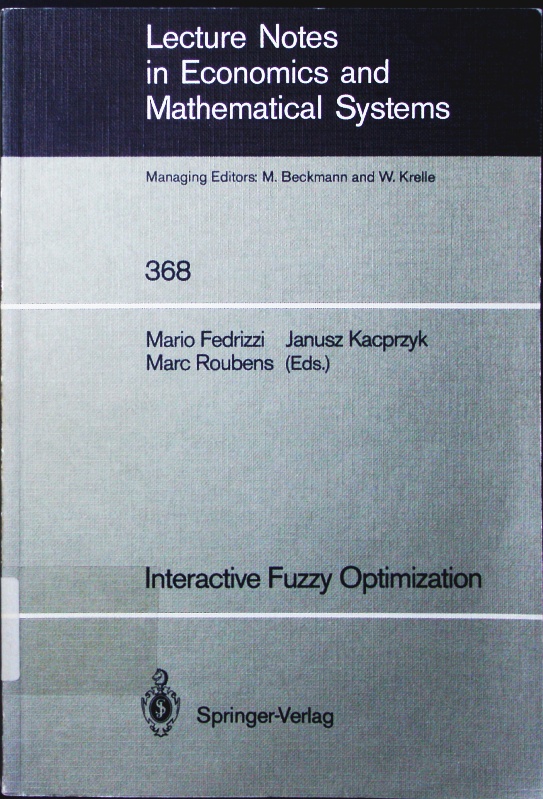 Lecture Notes
in Economics and
Mathematical Systems
Managing Editors: M. Beckmann and W. Krelle
368
Mario Fedrizzi Janusz Kacprzyk
Marc Roubens (Eds.)
Interactive Fuzzy Optimization
Springer-Verlag